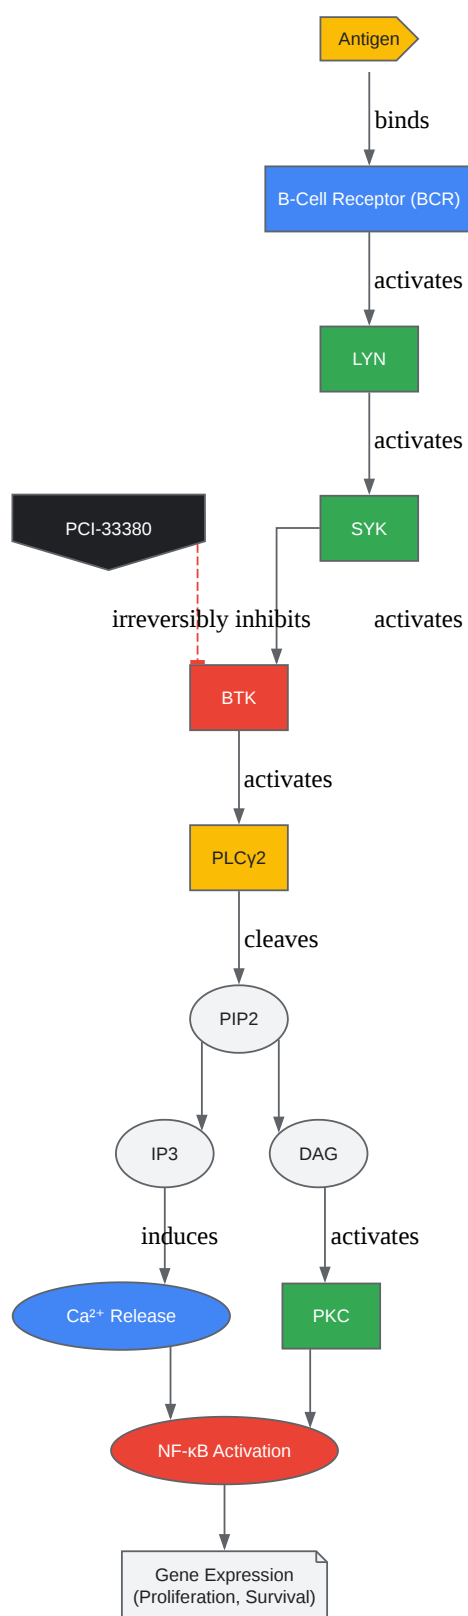 Antigen
binds
B-Cell Receptor (BCR)
activates
LYN
activates
PCI-33380
SYK
irreversibly inhibits
activates
BTK
activates
PLCγ2
cleaves
PIP2
IP3
DAG
induces
activates
Ca²⁺ Release
PKC
NF-κB Activation
Gene Expression
(Proliferation, Survival)